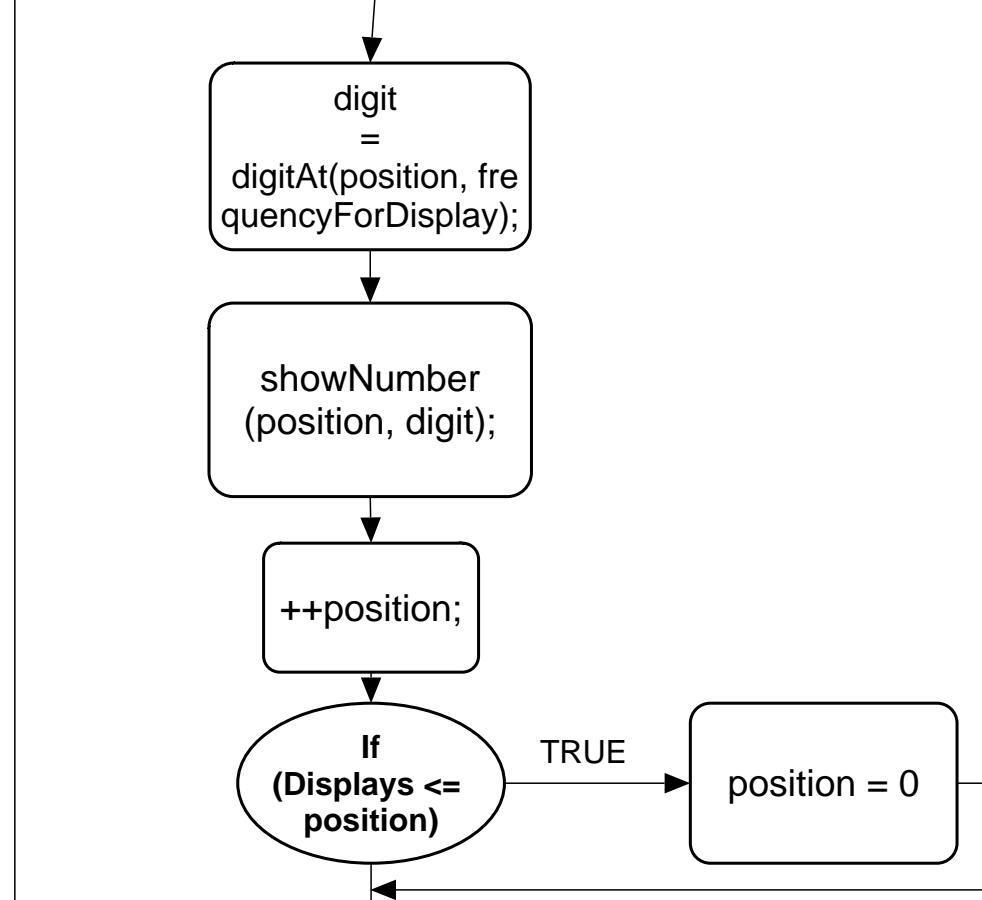 digit
=
digitAt(position, fre
quencyForDisplay);
showNumber
(position, digit);
++position;
If
(Displays <=
position)
TRUE
position = 0